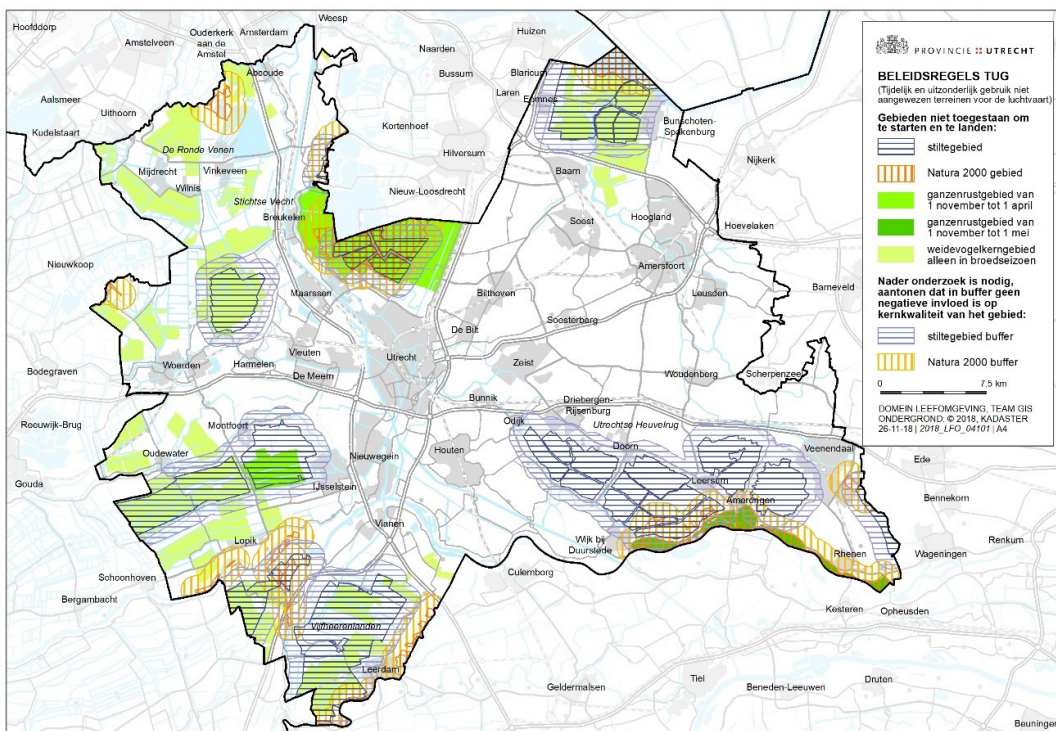 Hoofddorp
Amstelveen
Ouderkerk
aan de
Amstel
Amsterdam
Weesp
Huizen
Naarden
Bussum
Blaricum
Laren
Eemnes
Abcoude
Aalsmeer
Uithoorn
Kudelstaart
De Ronde Venen
Mijdrecht
Vinkeveen
Wilnis
Kortenhoef
Hilversum
Bunschoten-
Spakenburg
Nijkerk
Baarn
Stichtse Vecht
Breukelen
Nieuw-Loosdrecht
Soest
Hoogland
Hoevelaken
Nieuwkoop
Amersfoort
Maarssen
Bilthoven
Leusden
Barneveld
De Bilt
Soesterberg
Bodegraven
Woerden
Harmelen
Vleuten
De Meern
Utrecht
Zeist
Woudenberg
Scherpenzeel
Bunnik
Driebergen-
Rijsenburg
Reeuwijk-Brug
Montfoort
Odijk
Utrechtse Heuvelrug
Oudewater
Nieuwegein
Houten
Doorn
Veenendaal
Ede
Gouda
IJsselstein
Leersum
Amerongen
Bennekom
Vianen
Lopik
Wijk bij
Duurstede
Rhenen
Wageningen
Renkum
Schoonhoven
Bergambacht
Culemborg
Kesteren
Opheusden
Vijfheerenlanden
Leerdam
Geldermalsen
Tiel
Beneden-Leeuwen
Druten
Beuningen
PROVINCIE UTRECHT
BELEIDSREGELS TUG
(Tijdelijk en uitzonderlijk gebruik niet
aangewezen terreinen voor de luchtvaart)
Gebieden niet toegestaan om
te starten en te landen:
stiltegebied
Natura 2000 gebied
ganzenrustgebied van
1 november tot 1 april
ganzenrustgebied van
1 november tot 1 mei
weidevogelkerngebied
alleen in broedseizoen
Nader onderzoek is nodig,
aantonen dat in buffer geen
negatieve invloed is op
kernkwaliteit van het gebied:
stiltegebied buffer
Natura 2000 buffer
0 7,5 km
DOMEIN LEEFOMGEVING, TEAM GIS
ONDERGROND: © 2018, KADASTER
26-11-18 | 2018_LFO_04101 | A4